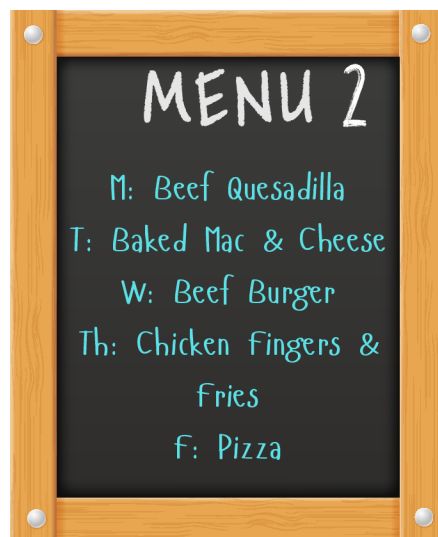 MENU 2
M: Beef Quesadilla
T: Baked Mac & Cheese
W: Beef Burger
Th: Chicken Fingers &
Fries
F: Pizza